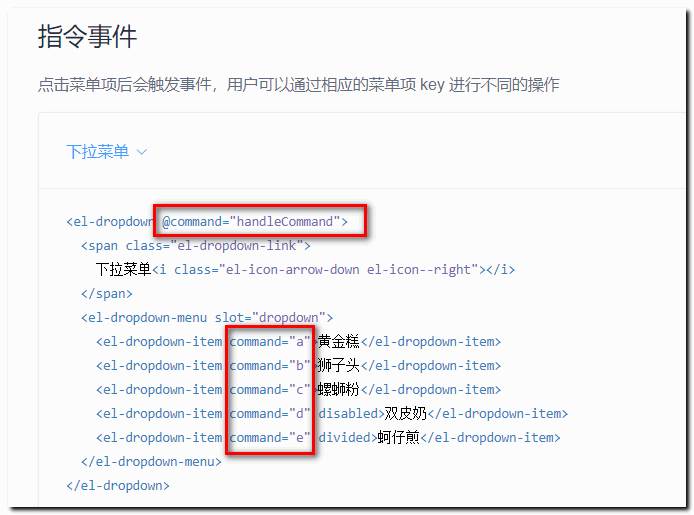 指令事件
点击菜单项后会触发事件，用户可以通过相应的菜单项 key 进行不同的操作
下拉菜单
<el-dropdown @command="handleCommand">
<span class="el-dropdown-link">
下拉菜单<i class="el-icon-arrow-down el-icon--right"></i>
</span>
<el-dropdown-menu slot="dropdown">
<el-dropdown-item command="a">黄金糕</el-dropdown-item>
<el-dropdown-item command="b">狮子头</el-dropdown-item>
<el-dropdown-item command="c">螺蛳粉</el-dropdown-item>
<el-dropdown-item command="d" disabled>双皮奶</el-dropdown-item>
<el-dropdown-item command="e" divided>蚵仔煎</el-dropdown-item>
</el-dropdown-menu>
</el-dropdown>